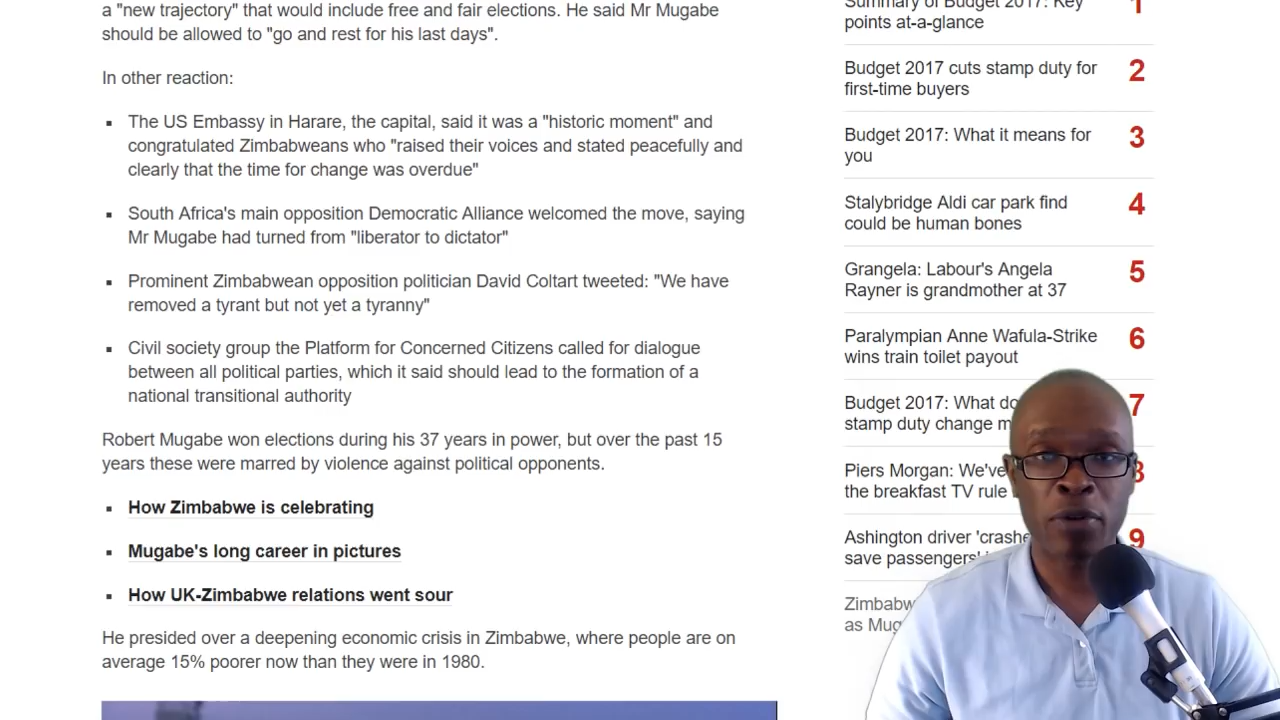 a "new trajectory" that would include free and fair elections. He said Mr Mugabe
should be allowed to "go and rest for his last days".
In other reaction:
▪ The US Embassy in Harare, the capital, said it was a "historic moment" and
congratulated Zimbabweans who "raised their voices and stated peacefully and
clearly that the time for change was overdue"
▪ South Africa's main opposition Democratic Alliance welcomed the move, saying
Mr Mugabe had turned from "liberator to dictator"
▪ Prominent Zimbabwean opposition politician David Coltart tweeted: "We have
removed a tyrant but not yet a tyranny"
▪ Civil society group the Platform for Concerned Citizens called for dialogue
between all political parties, which it said should lead to the formation of a
national transitional authority
Robert Mugabe won elections during his 37 years in power, but over the past 15
years these were marred by violence against political opponents.
▪ How Zimbabwe is celebrating
▪ Mugabe's long career in pictures
▪ How UK-Zimbabwe relations went sour
He presided over a deepening economic crisis in Zimbabwe, where people are on
average 15% poorer now than they were in 1980.
Summary of Budget 2017: Key 1
points at-a-glance
Budget 2017 cuts stamp duty for 2
first-time buyers
Budget 2017: What it means for 3
you
Stalybridge Aldi car park find 4
could be human bones
Grangela: Labour's Angela 5
Rayner is grandmother at 37
Paralympian Anne Wafula-Strike 6
wins train toilet payout
Budget 2017: What do 7
stamp duty change m
Piers Morgan: We've 8
the breakfast TV rule
Ashington driver 'crashe 9
save passengers'
Zimbabw
as Mug